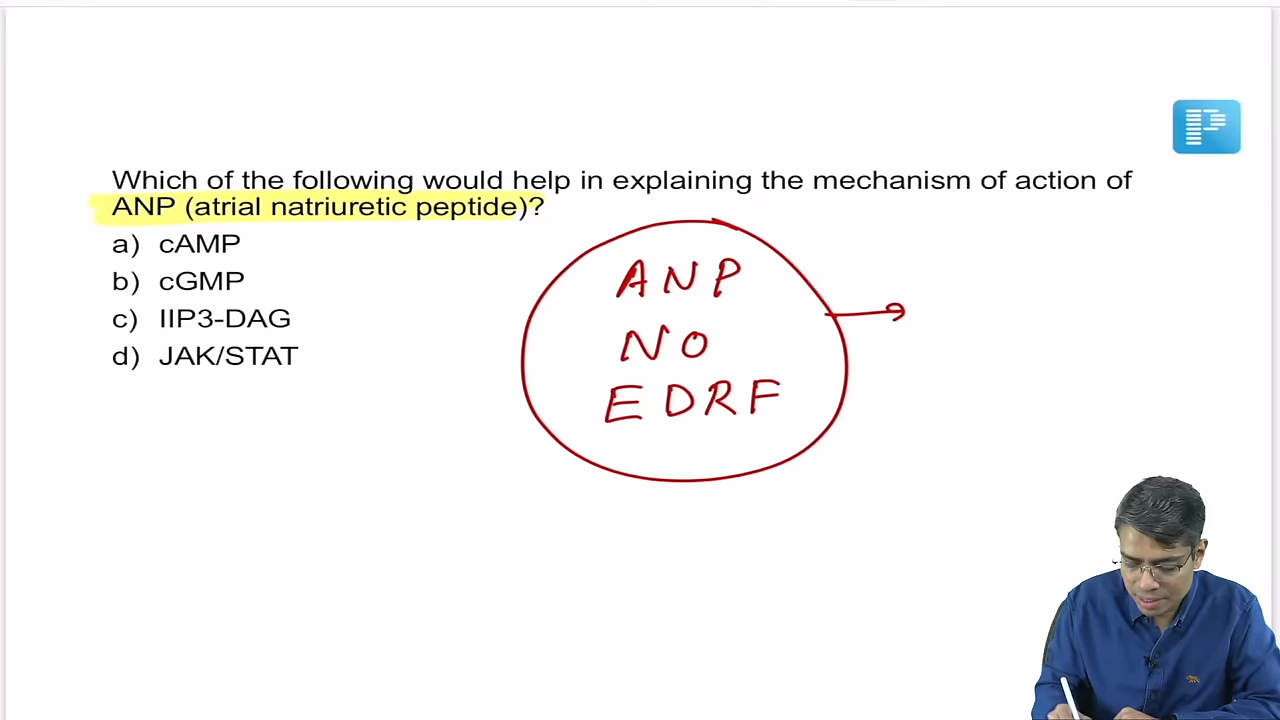 Which of the following would help in explaining the mechanism of action of
ANP (atrial natriuretic peptide)?
a) cAMP
b) cGMP
c) IIP3-DAG
d) JAK/STAT
ANP
NO
EDRF